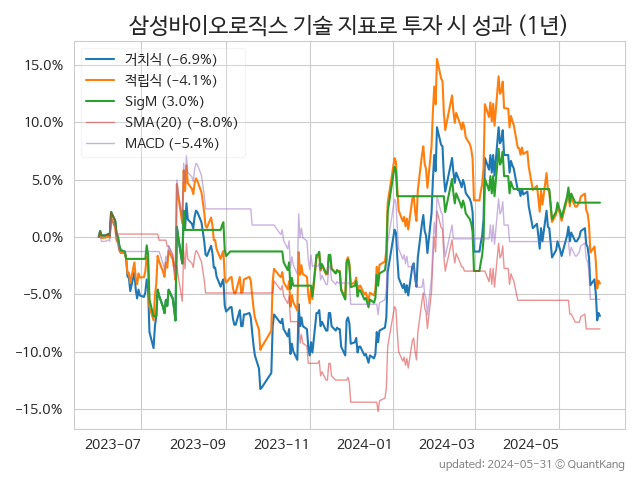 삼성바이오로직스 기술 지표로 투자 시 성과 (1년)
거치식 (−6.9%)
적립식 (−4.1%)
SigM (3.0%)
SMA(20) (−8.0%)
MACD (−5.4%)
15.0%
10.0%
5.0%
0.0%
−5.0%
−10.0%
−15.0%
2023-07 2023-09 2023-11 2024-01 2024-03 2024-05
updated: 2024-05-31 © QuantKang